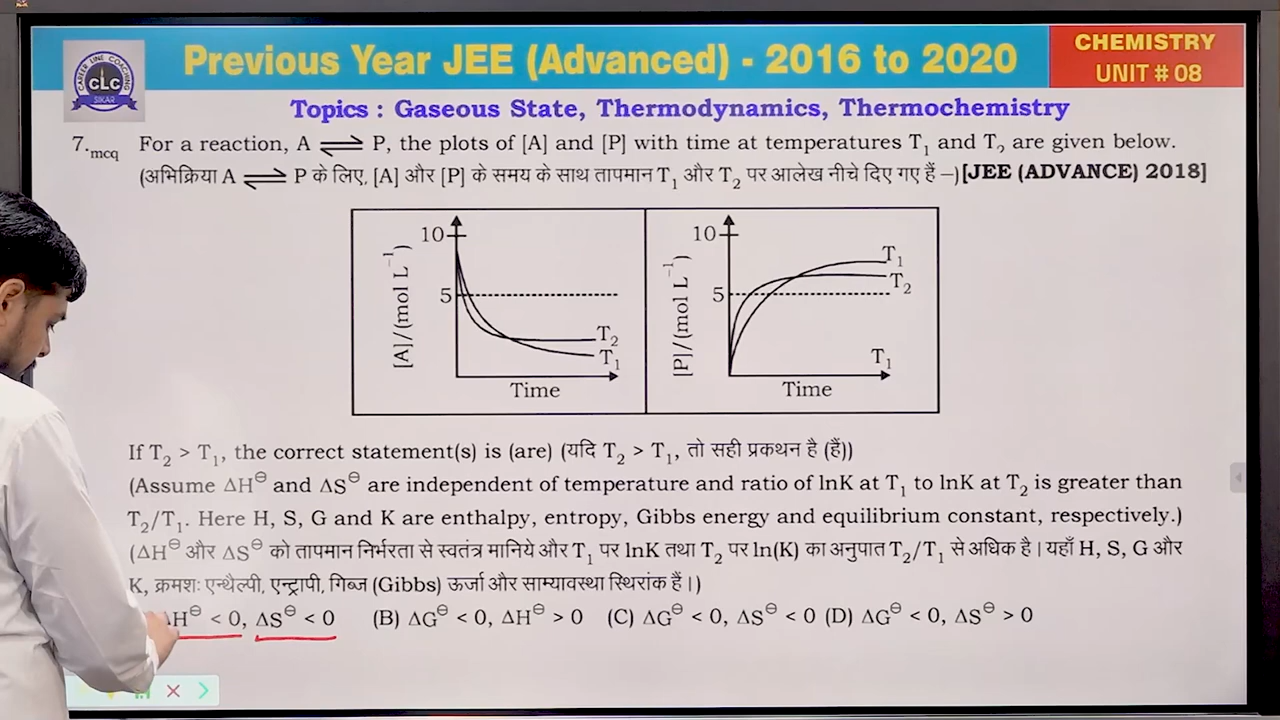 Previous Year JEE (Advanced) - 2016 to 2020
CHEMISTRY
UNIT # 08
CAREER LINE COACHING
CLC
SIKAR
Topics : Gaseous State, Thermodynamics, Thermochemistry
7.mcq For a reaction, A ⇌ P, the plots of [A] and [P] with time at temperatures T₁ and T₂ are given below.
(अभिक्रिया A ⇌ P के लिए, [A] और [P] के समय के साथ तापमान T₁ और T₂ पर आलेख नीचे दिए गए हैं –) [JEE (ADVANCE) 2018]
10
5
[A]/(mol L⁻¹)
T₂
T₁
Time
10
5
[P]/(mol L⁻¹)
T₁
T₂
T₁
Time
If T₂ > T₁, the correct statement(s) is (are) (यदि T₂ > T₁, तो सही प्रकथन है (हैं))
(Assume ΔH⊖ and ΔS⊖ are independent of temperature and ratio of lnK at T₁ to lnK at T₂ is greater than
T₂/T₁. Here H, S, G and K are enthalpy, entropy, Gibbs energy and equilibrium constant, respectively.)
(ΔH⊖ और ΔS⊖ को तापमान निर्भरता से स्वतंत्र मानिये और T₁ पर lnK तथा T₂ पर ln(K) का अनुपात T₂/T₁ से अधिक है। यहाँ H, S, G और
K, क्रमशः एन्थैल्पी, एन्ट्रापी, गिब्ज (Gibbs) ऊर्जा और साम्यावस्था स्थिरांक हैं।)
ΔH⊖ < 0, ΔS⊖ < 0 (B) ΔG⊖ < 0, ΔH⊖ > 0 (C) ΔG⊖ < 0, ΔS⊖ < 0 (D) ΔG⊖ < 0, ΔS⊖ > 0